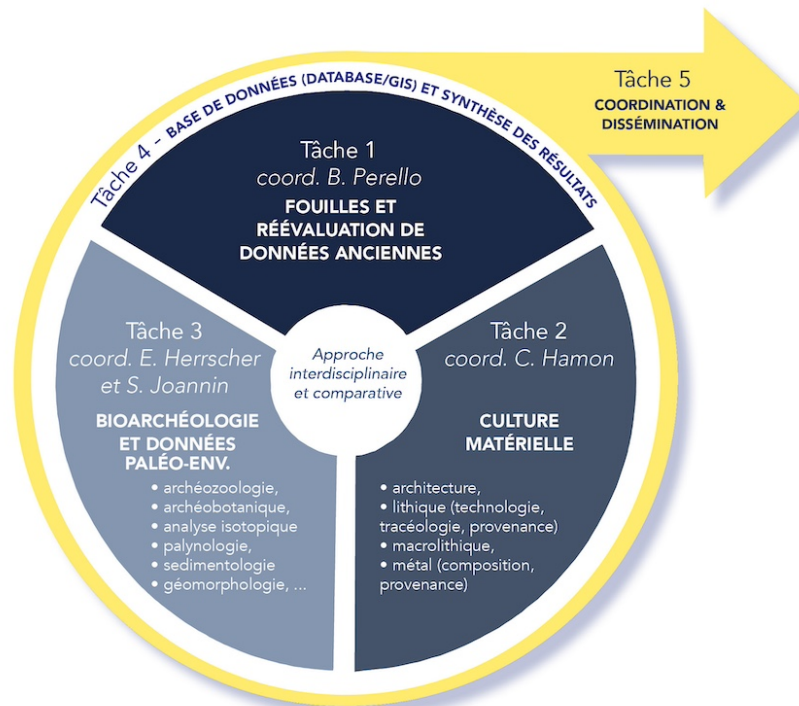 Tâche 4 - BASE DE DONNÉES (DATABASE/GIS) ET SYNTHÈSE DES RÉSULTATS
Tâche 5
COORDINATION &
DISSÉMINATION
Tâche 1
coord. B. Perello
FOUILLES ET
RÉÉVALUATION DE
DONNÉES ANCIENNES
Tâche 3
coord. E. Herrscher
et S. Joannin
BIOARCHÉOLOGIE
ET DONNÉES
PALÉO-ENV.
• archéozoologie,
• archéobotanique,
• analyse isotopique
• palynologie,
• sedimentologie
• géomorphologie, ...
Approche
interdisciplinaire
et comparative
Tâche 2
coord. C. Hamon
CULTURE
MATÉRIELLE
• architecture,
• lithique (technologie,
tracéologie, provenance)
• macrolithique,
• métal (composition,
provenance)